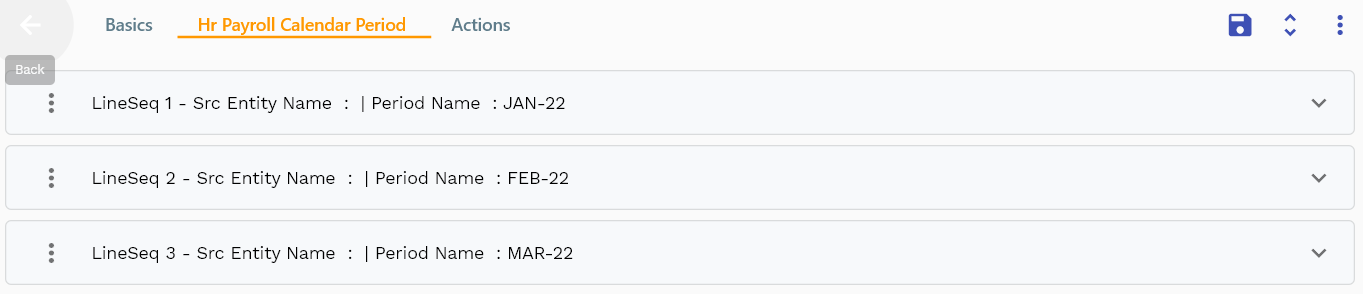 Basics Hr Payroll Calendar Period Actions
Back
LineSeq 1 - Src Entity Name : | Period Name : JAN-22
LineSeq 2 - Src Entity Name : | Period Name : FEB-22
LineSeq 3 - Src Entity Name : | Period Name : MAR-22